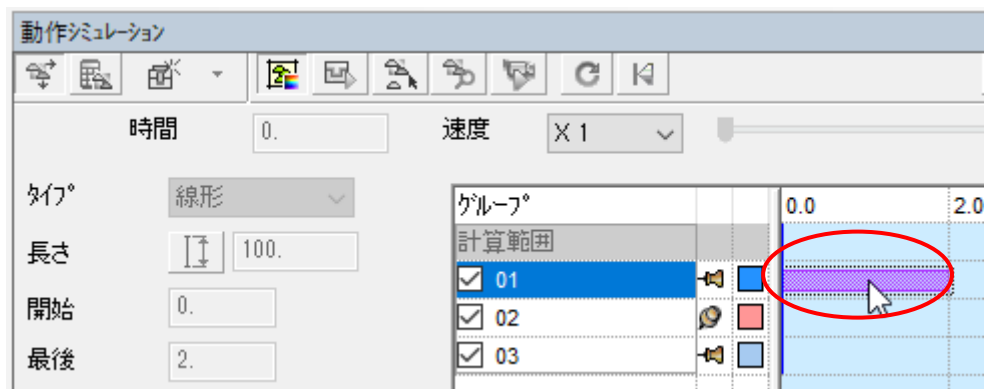 動作ｼﾐｭﾚｰｼｮﾝ
時間 0. 速度 X 1
ﾀｲﾌﾟ 線形
ｸﾞﾙｰﾌﾟ 0.0 2.0
長さ 100.
計算範囲
01
開始 0.
02
最後 2.
03